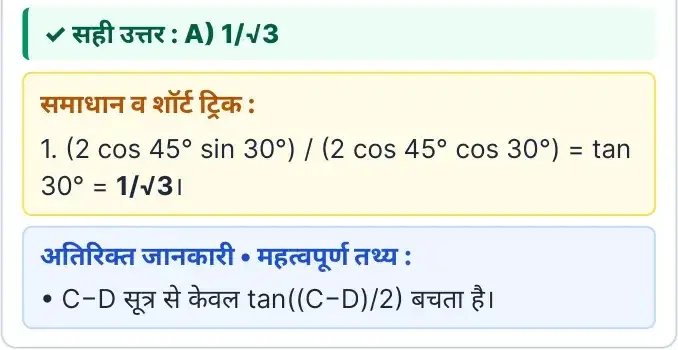 ✓ सही उत्तर : A) 1/√3
समाधान व शॉर्ट ट्रिक :
1. (2 cos 45° sin 30°) / (2 cos 45° cos 30°) = tan
30° = 1/√3।
अतिरिक्त जानकारी • महत्वपूर्ण तथ्य :
• C−D सूत्र से केवल tan((C−D)/2) बचता है।